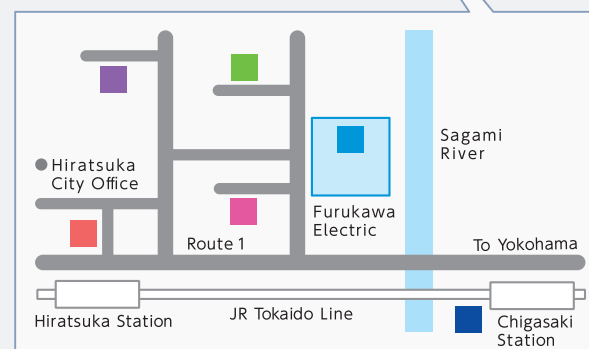 Hiratsuka
City Office
Sagami
River
Furukawa
Electric
Route 1
To Yokohama
Hiratsuka Station
JR Tokaido Line
Chigasaki
Station